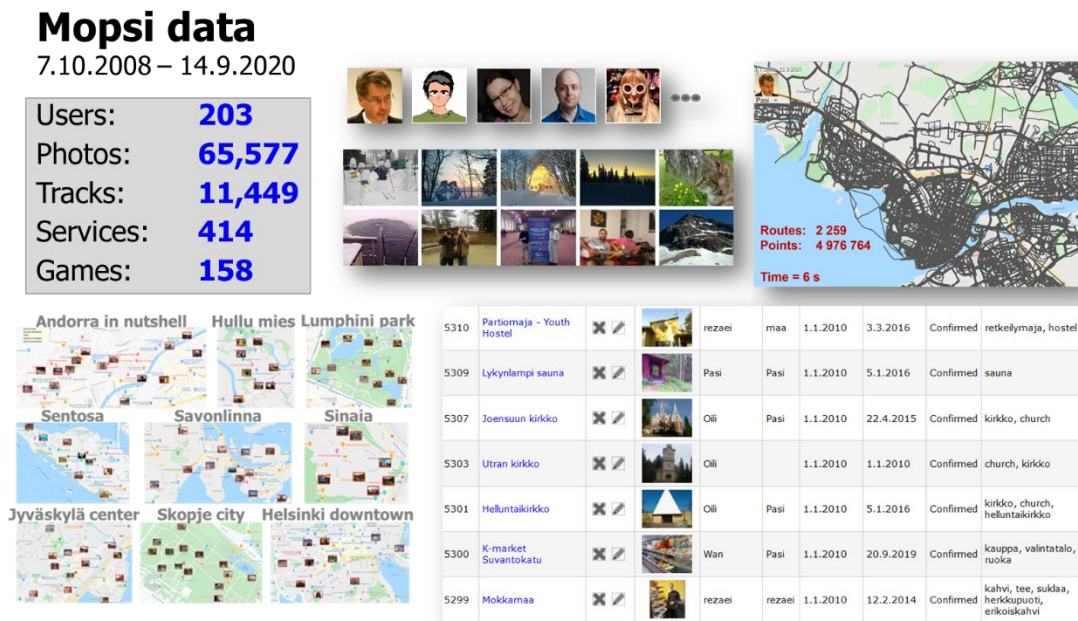 Mopsi data
7.10.2008 – 14.9.2020
Users: 203
Photos: 65,577
Tracks: 11,449
Services: 414
Games: 158
Pasi
Routes: 2 259
Points: 4 976 764
Time = 6 s
Andorra in nutshell
Hullu mies
Lumphini park
Sentosa
Savonlinna
Sinaia
Jyväskylä center
Skopje city
Helsinki downtown
5310 Partiomaja - Youth Hostel rezaei maa 1.1.2010 3.3.2016 Confirmed retkeilymaja, hostel
5309 Lykynlampi sauna Pasi Pasi 1.1.2010 5.1.2016 Confirmed sauna
5307 Joensuun kirkko Oili Pasi 1.1.2010 22.4.2015 Confirmed kirkko, church
5303 Utran kirkko Oili 1.1.2010 1.1.2010 Confirmed church, kirkko
5301 Helluntaikirkko Oili Pasi 1.1.2010 5.1.2016 Confirmed kirkko, church, helluntaikirkko
5300 K-market Suvantokatu Wan Pasi 1.1.2010 20.9.2019 Confirmed kauppa, valintatalo, ruoka
5299 Mokkamaa rezaei rezaei 1.1.2010 12.2.2014 Confirmed kahvi, tee, suklaa, herkkupuoti, erikoiskahvi